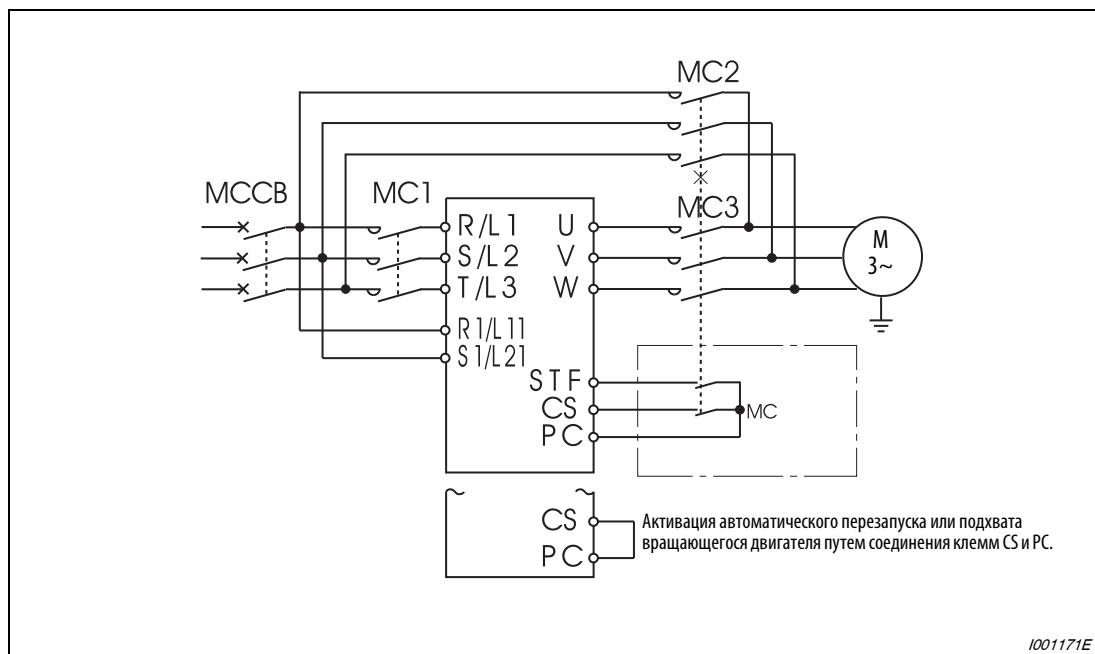 MC2
MCCB
MC1
MC3
R/L1
U
S/L2
V
T/L3
W
M
3~
R1/L11
S1/L21
STF
CS
MC
PC
CS
Активация автоматического перезапуска или подхвата
вращающегося двигателя путем соединения клемм CS и PC.
PC
I001171E